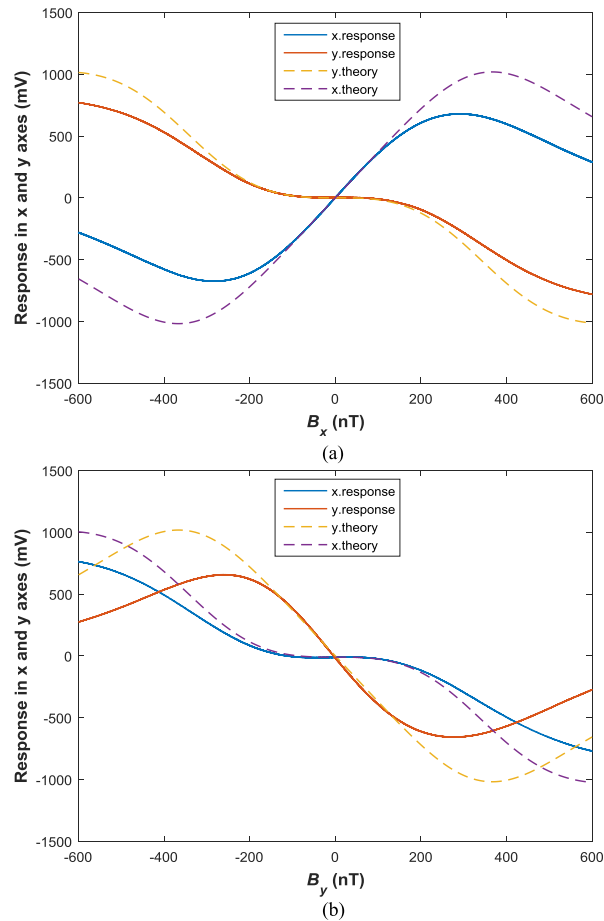 1500
1000
500
0
-500
-1000
-1500
Response in x and y axes (mV)
x.response
y.response
y.theory
x.theory
-600 -400 -200 0 200 400 600
Bx (nT)
(a)
1500
1000
500
0
-500
-1000
-1500
Response in x and y axes (mV)
x.response
y.response
y.theory
x.theory
-600 -400 -200 0 200 400 600
By (nT)
(b)